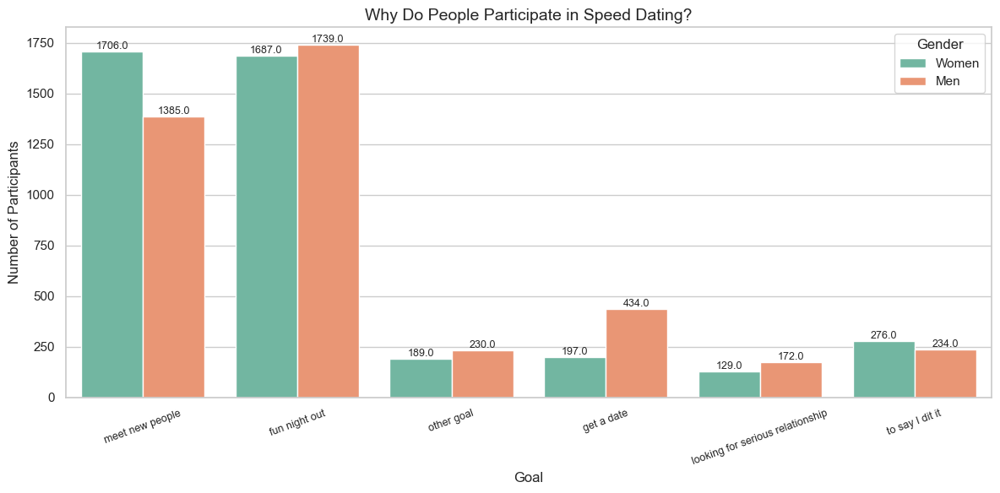 Why Do People Participate in Speed Dating?
Number of Participants
1750
1500
1250
1000
750
500
250
0
1706.0
1385.0
1687.0
1739.0
189.0
230.0
197.0
434.0
129.0
172.0
276.0
234.0
Gender
Women
Men
meet new people
fun night out
other goal
get a date
looking for serious relationship
to say I dit it
Goal